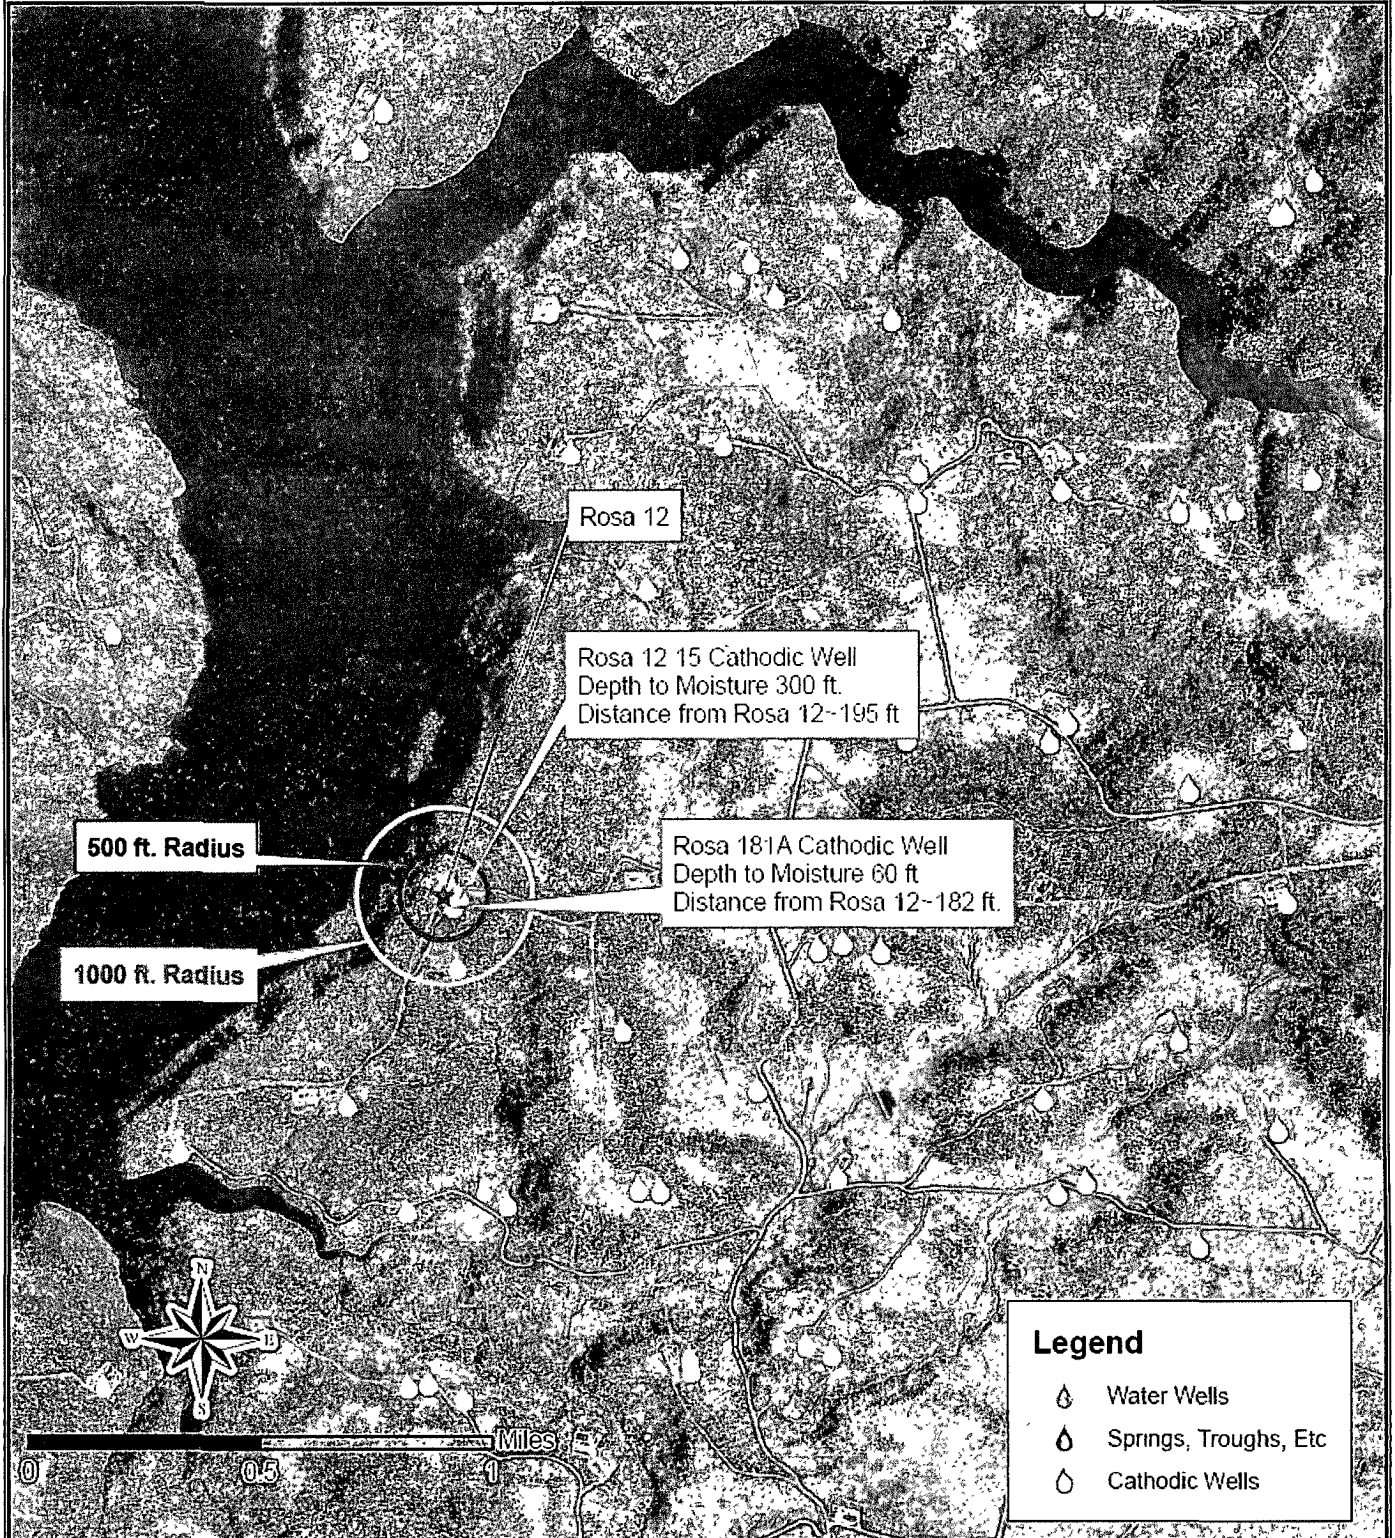 Rosa 12
Rosa 12 15 Cathodic Well
Depth to Moisture 300 ft.
Distance from Rosa 12~195 ft
500 ft. Radius
Rosa 181A Cathodic Well
Depth to Moisture 60 ft
Distance from Rosa 12~182 ft.
1000 ft. Radius
N
W
E
S
Miles
0
0.5
1
Legend
Water Wells
Springs, Troughs, Etc
Cathodic Wells